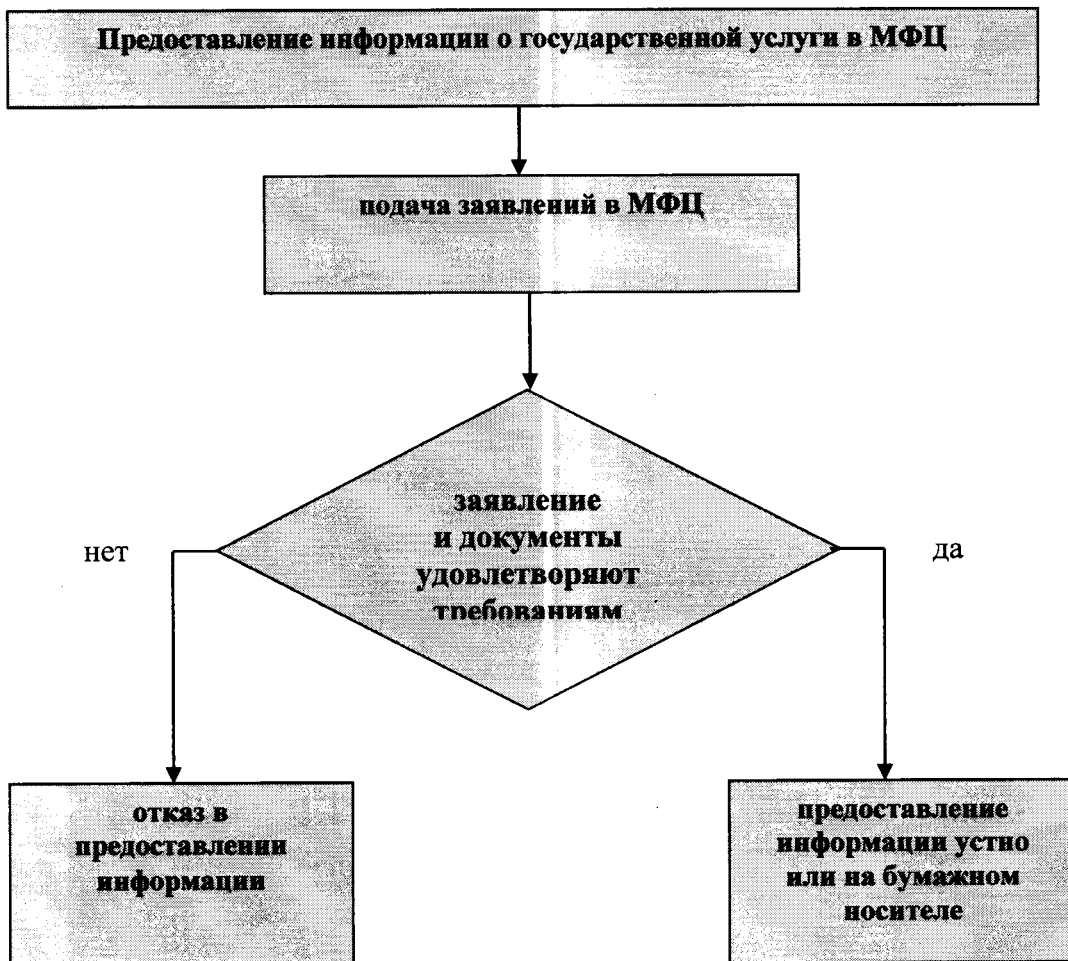 Предоставление информации о государственной услуги в МФЦ
подача заявлений в МФЦ
заявление
и документы
удовлетворяют
требованиям
нет
да
отказ в
предоставлении
информации
предоставление
информации устно
или на бумажном
носителе